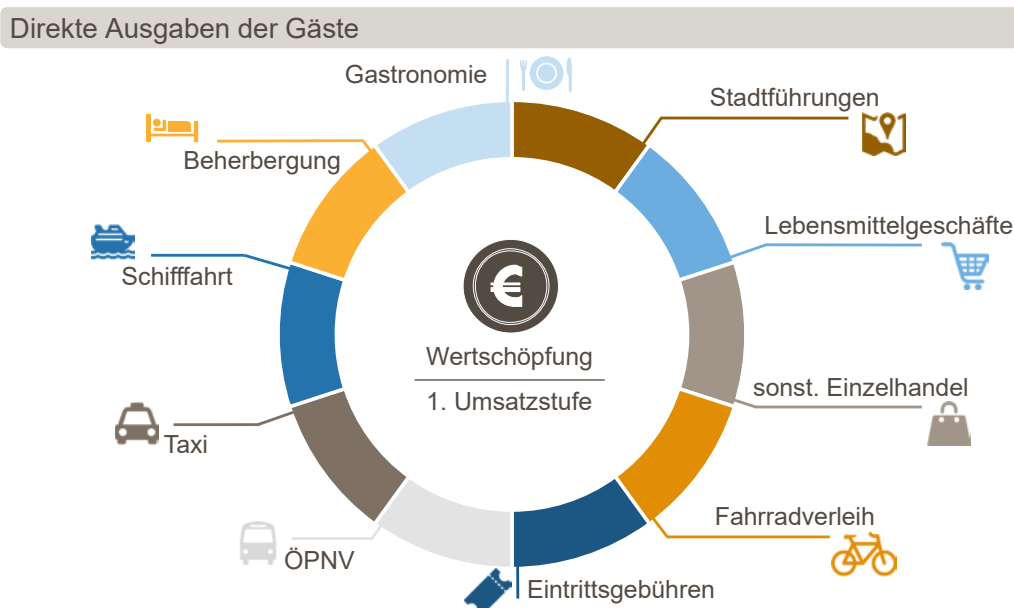 Direkte Ausgaben der Gäste
Gastronomie
Stadtführungen
Beherbergung
Lebensmittelgeschäfte
Schifffahrt
€
Wertschöpfung
1. Umsatzstufe
sonst. Einzelhandel
Taxi
Fahrradverleih
ÖPNV
Eintrittsgebühren